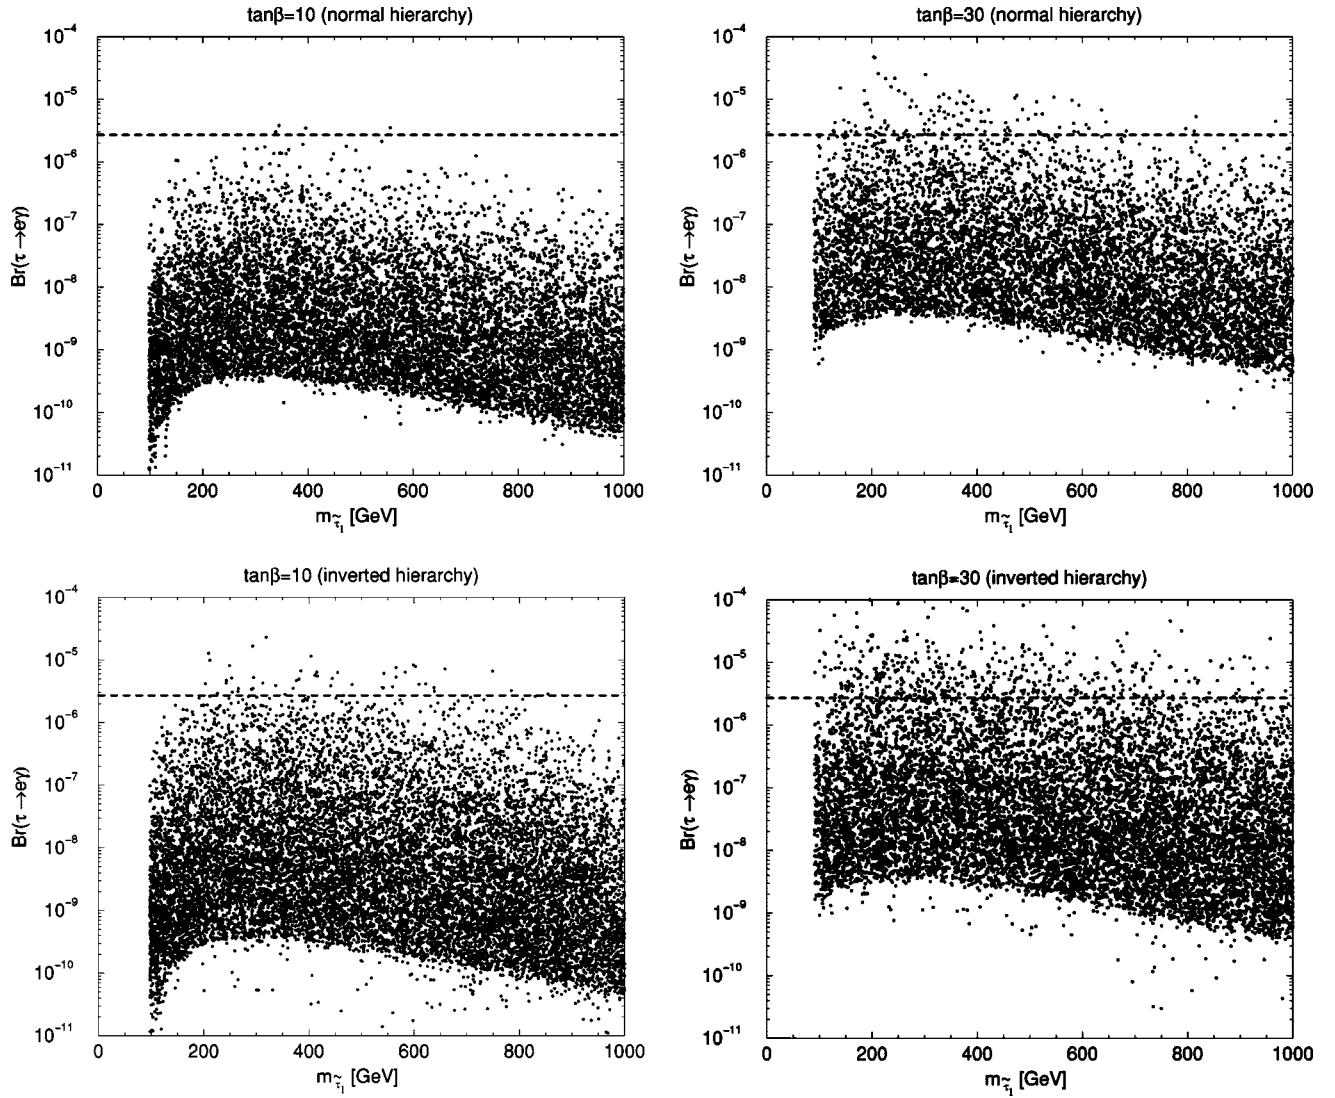 tanβ=10 (normal hierarchy)
10⁻⁴
10⁻⁵
10⁻⁶
10⁻⁷
10⁻⁸
10⁻⁹
10⁻¹⁰
10⁻¹¹
Br(τ →eγ)
0 200 400 600 800 1000
m_τ̃₁ [GeV]
tanβ=30 (normal hierarchy)
10⁻⁴
10⁻⁵
10⁻⁶
10⁻⁷
10⁻⁸
10⁻⁹
10⁻¹⁰
10⁻¹¹
Br(τ →eγ)
0 200 400 600 800 1000
m_τ̃₁ [GeV]
tanβ=10 (inverted hierarchy)
10⁻⁴
10⁻⁵
10⁻⁶
10⁻⁷
10⁻⁸
10⁻⁹
10⁻¹⁰
10⁻¹¹
Br(τ →eγ)
0 200 400 600 800 1000
m_τ̃₁ [GeV]
tanβ=30 (inverted hierarchy)
10⁻⁴
10⁻⁵
10⁻⁶
10⁻⁷
10⁻⁸
10⁻⁹
10⁻¹⁰
10⁻¹¹
Br(τ →eγ)
0 200 400 600 800 1000
m_τ̃₁ [GeV]